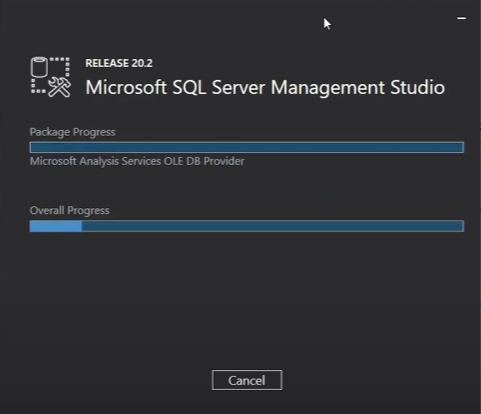 RELEASE 20.2
Microsoft SQL Server Management Studio
Package Progress
Microsoft Analysis Services OLE DB Provider
Overall Progress
Cancel